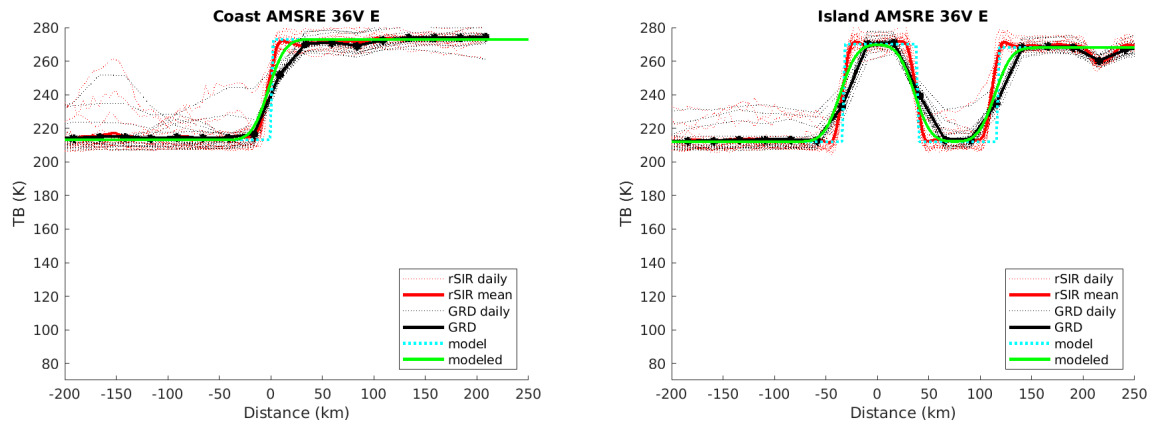 Coast AMSRE 36V E
280
260
240
220
200
180
160
140
120
100
80
TB (K)
-200 -150 -100 -50 0 50 100 150 200 250
Distance (km)
rSIR daily
rSIR mean
GRD daily
GRD
model
modeled
Island AMSRE 36V E
280
260
240
220
200
180
160
140
120
100
80
TB (K)
-200 -150 -100 -50 0 50 100 150 200 250
Distance (km)
rSIR daily
rSIR mean
GRD daily
GRD
model
modeled